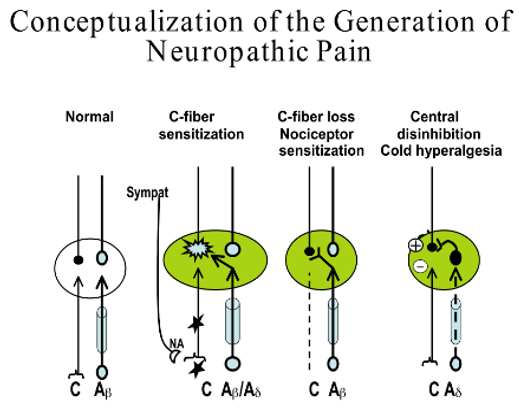 Conceptualization of the Generation of
Neuropathic Pain
Normal
C-fiber
sensitization
C-fiber loss
Nociceptor
sensitization
Central
disinhibition
Cold hyperalgesia
Sympat
+
−
NA
C Aβ
C Aβ/Aδ
C Aβ
C Aδ